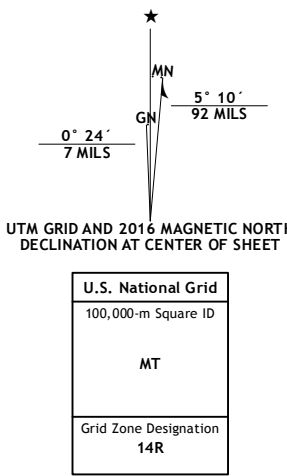 ★
MN
GN
5° 10´
92 MILS
0° 24´
7 MILS
UTM GRID AND 2016 MAGNETIC NORTH
DECLINATION AT CENTER OF SHEET
U.S. National Grid
100,000-m Square ID
MT
Grid Zone Designation
14R